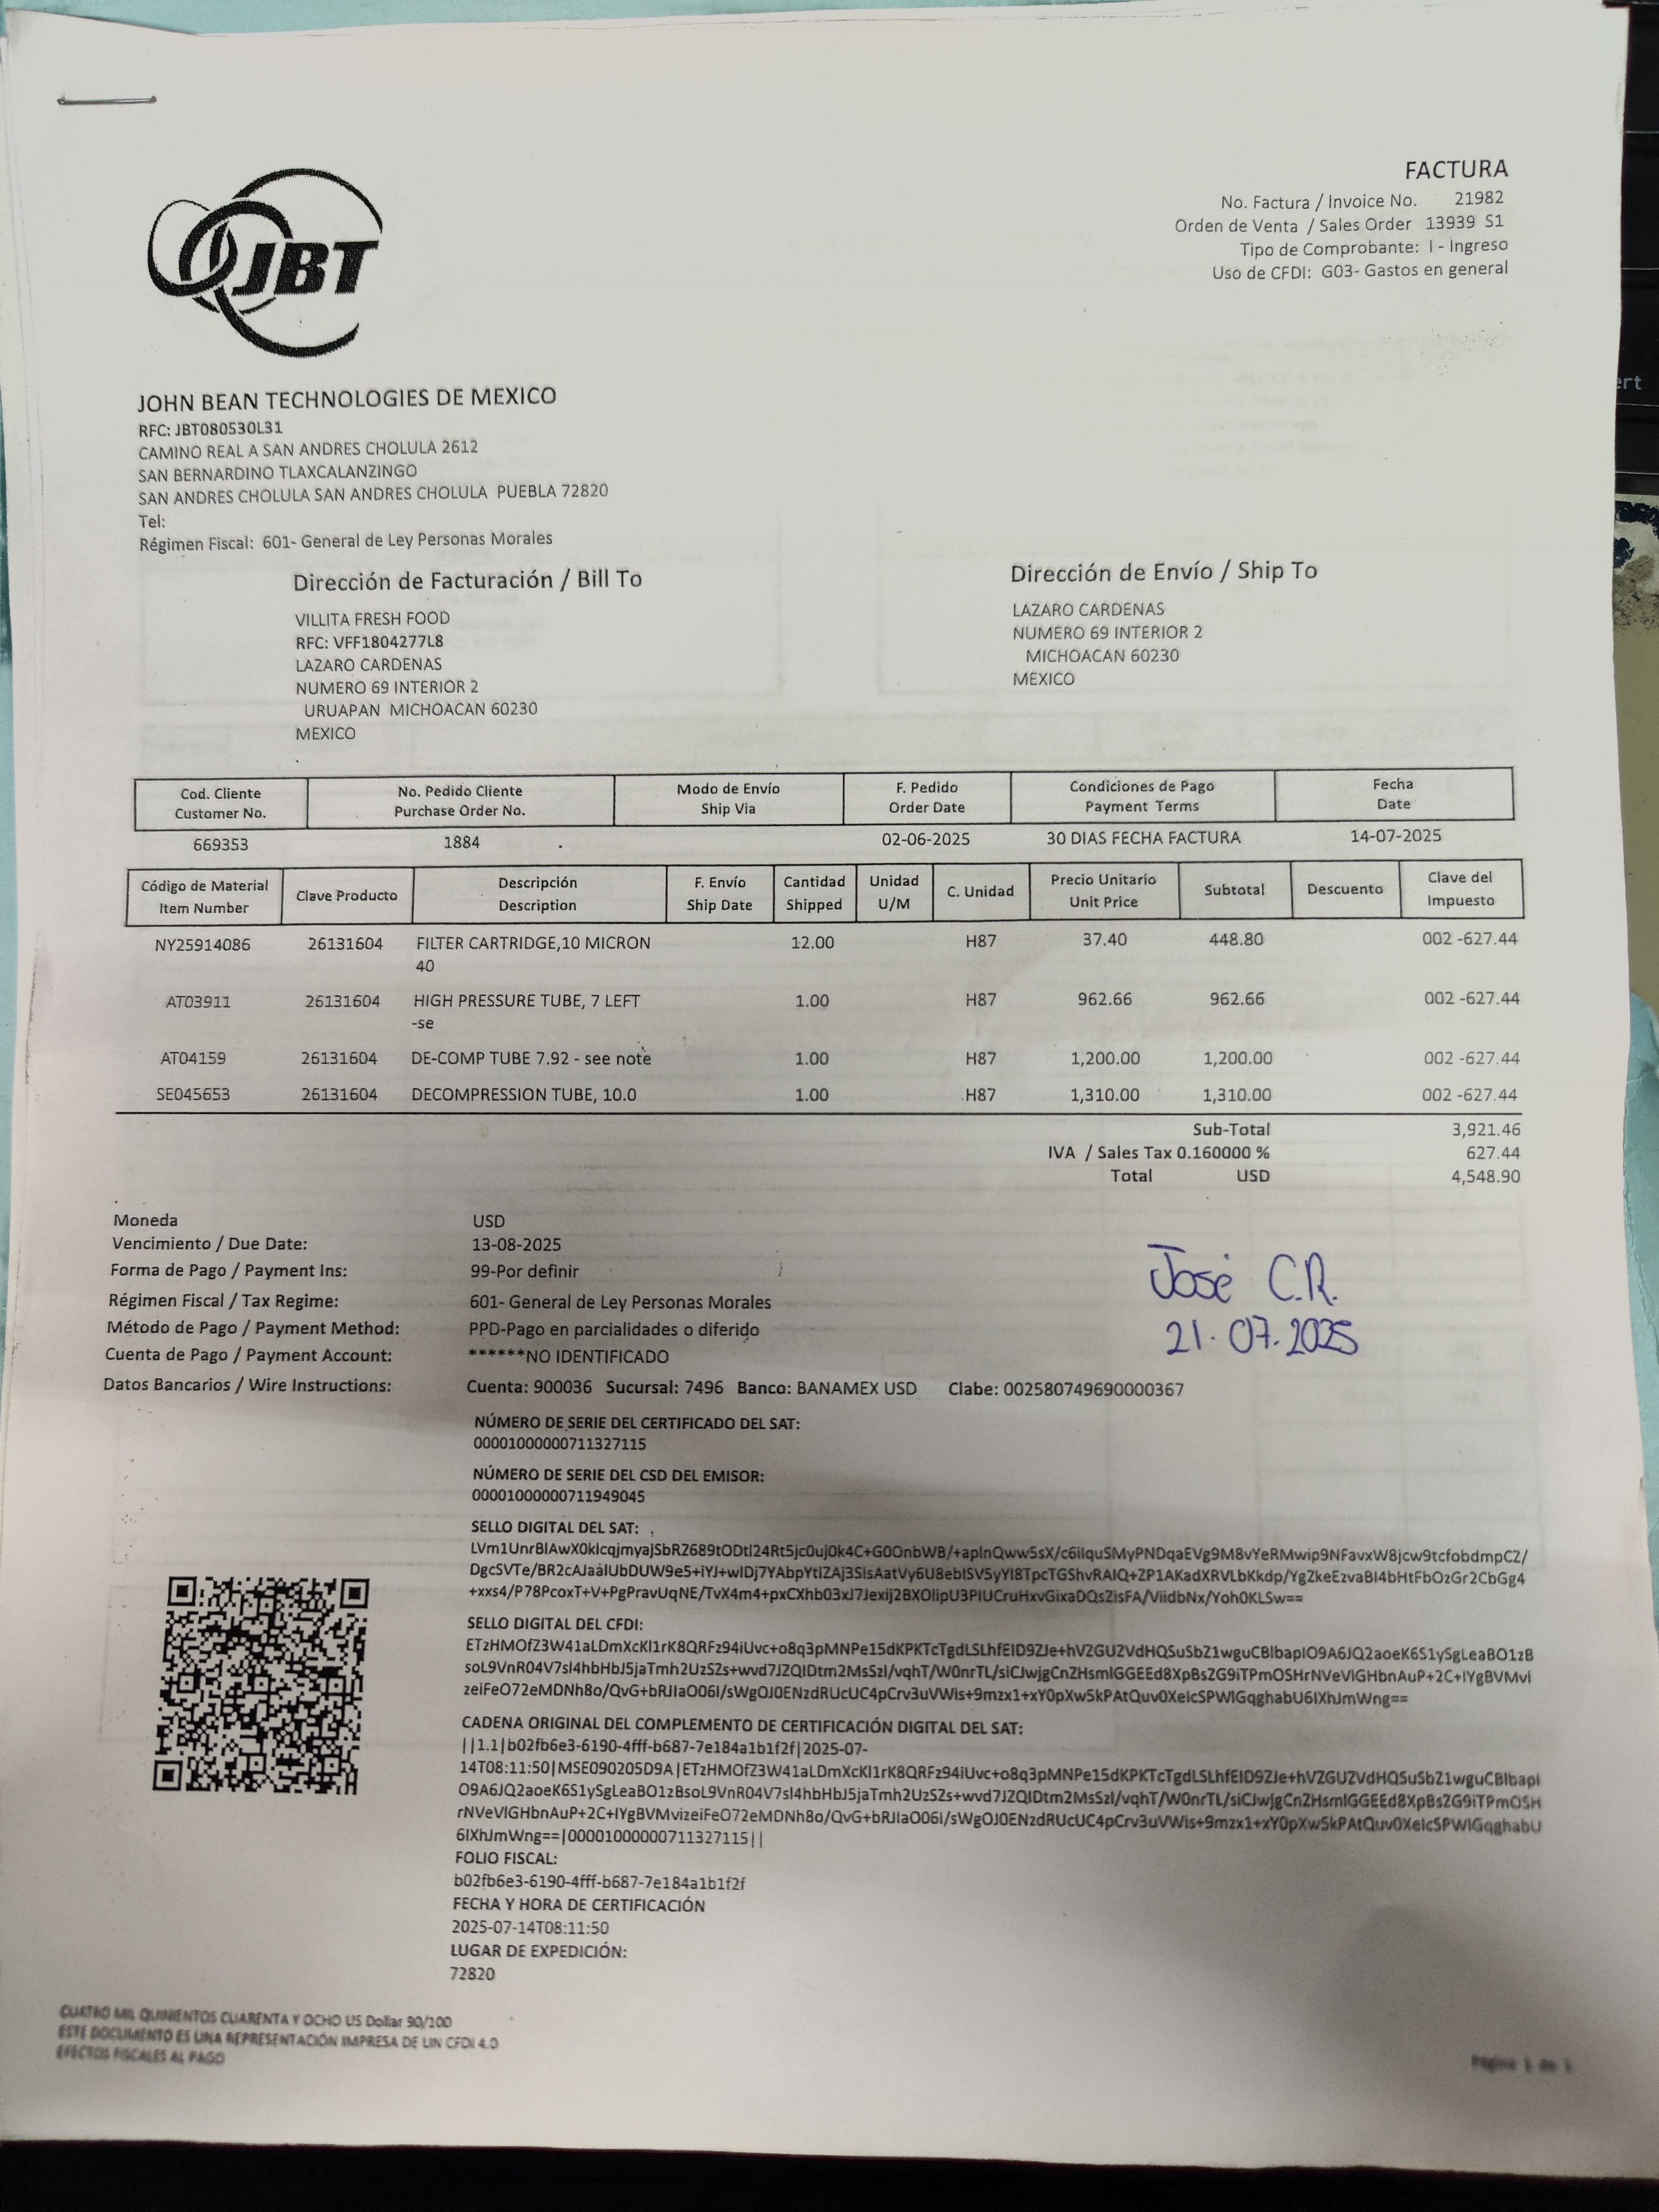 JBT
FACTURA
No. Factura / Invoice No. 21982
Orden de Venta / Sales Order 13939 S1
Tipo de Comprobante: I - Ingreso
Uso de CFDI: G03- Gastos en general
JOHN BEAN TECHNOLOGIES DE MEXICO
RFC: JBT080530L31
CAMINO REAL A SAN ANDRES CHOLULA 2612
SAN BERNARDINO TLAXCALANZINGO
SAN ANDRES CHOLULA SAN ANDRES CHOLULA PUEBLA 72820
Tel:
Régimen Fiscal: 601- General de Ley Personas Morales
Dirección de Facturación / Bill To
VILLITA FRESH FOOD
RFC: VFF1804277L8
LAZARO CARDENAS
NUMERO 69 INTERIOR 2
URUAPAN MICHOACAN 60230
MEXICO
Dirección de Envío / Ship To
LAZARO CARDENAS
NUMERO 69 INTERIOR 2
MICHOACAN 60230
MEXICO
Cod. Cliente No. Pedido Cliente Modo de Envío F. Pedido Condiciones de Pago Fecha
Customer No. Purchase Order No. Ship Via Order Date Payment Terms Date
669353 1884 02-06-2025 30 DIAS FECHA FACTURA 14-07-2025
Código de Material Clave Producto Descripción F. Envío Cantidad Unidad C. Unidad Precio Unitario Subtotal Descuento Clave del
Item Number Description Ship Date Shipped U/M Unit Price Impuesto
NY25914086 26131604 FILTER CARTRIDGE,10 MICRON 12.00 H87 37.40 448.80 002 -627.44
40
AT03911 26131604 HIGH PRESSURE TUBE, 7 LEFT 1.00 H87 962.66 962.66 002 -627.44
-se
AT04159 26131604 DE-COMP TUBE 7.92 - see note 1.00 H87 1,200.00 1,200.00 002 -627.44
SE045653 26131604 DECOMPRESSION TUBE, 10.0 1.00 H87 1,310.00 1,310.00 002 -627.44
Sub-Total 3,921.46
IVA / Sales Tax 0.160000 % 627.44
Total USD 4,548.90
Moneda USD
Vencimiento / Due Date: 13-08-2025
Forma de Pago / Payment Ins: 99-Por definir
Régimen Fiscal / Tax Regime: 601- General de Ley Personas Morales
Método de Pago / Payment Method: PPD-Pago en parcialidades o diferido
Cuenta de Pago / Payment Account: ******NO IDENTIFICADO
Datos Bancarios / Wire Instructions: Cuenta: 900036 Sucursal: 7496 Banco: BANAMEX USD Clabe: 002580749690000367
José C.R.
21.07.2025
NÚMERO DE SERIE DEL CERTIFICADO DEL SAT:
00001000000711327115
NÚMERO DE SERIE DEL CSD DEL EMISOR:
00001000000711949045
SELLO DIGITAL DEL SAT:
SELLO DIGITAL DEL CFDI:
CADENA ORIGINAL DEL COMPLEMENTO DE CERTIFICACIÓN DIGITAL DEL SAT:
||1.1|b02fb6e3-6190-4fff-b687-7e184a1b1f2f|2025-07-
FOLIO FISCAL:
b02fb6e3-6190-4fff-b687-7e184a1b1f2f
FECHA Y HORA DE CERTIFICACIÓN
2025-07-14T08:11:50
LUGAR DE EXPEDICIÓN:
72820
CUATRO MIL QUINIENTOS CUARENTA Y OCHO US Dollar 90/100
ESTE DOCUMENTO ES UNA REPRESENTACIÓN IMPRESA DE UN CFDI 4.0
EFECTOS FISCALES AL PAGO